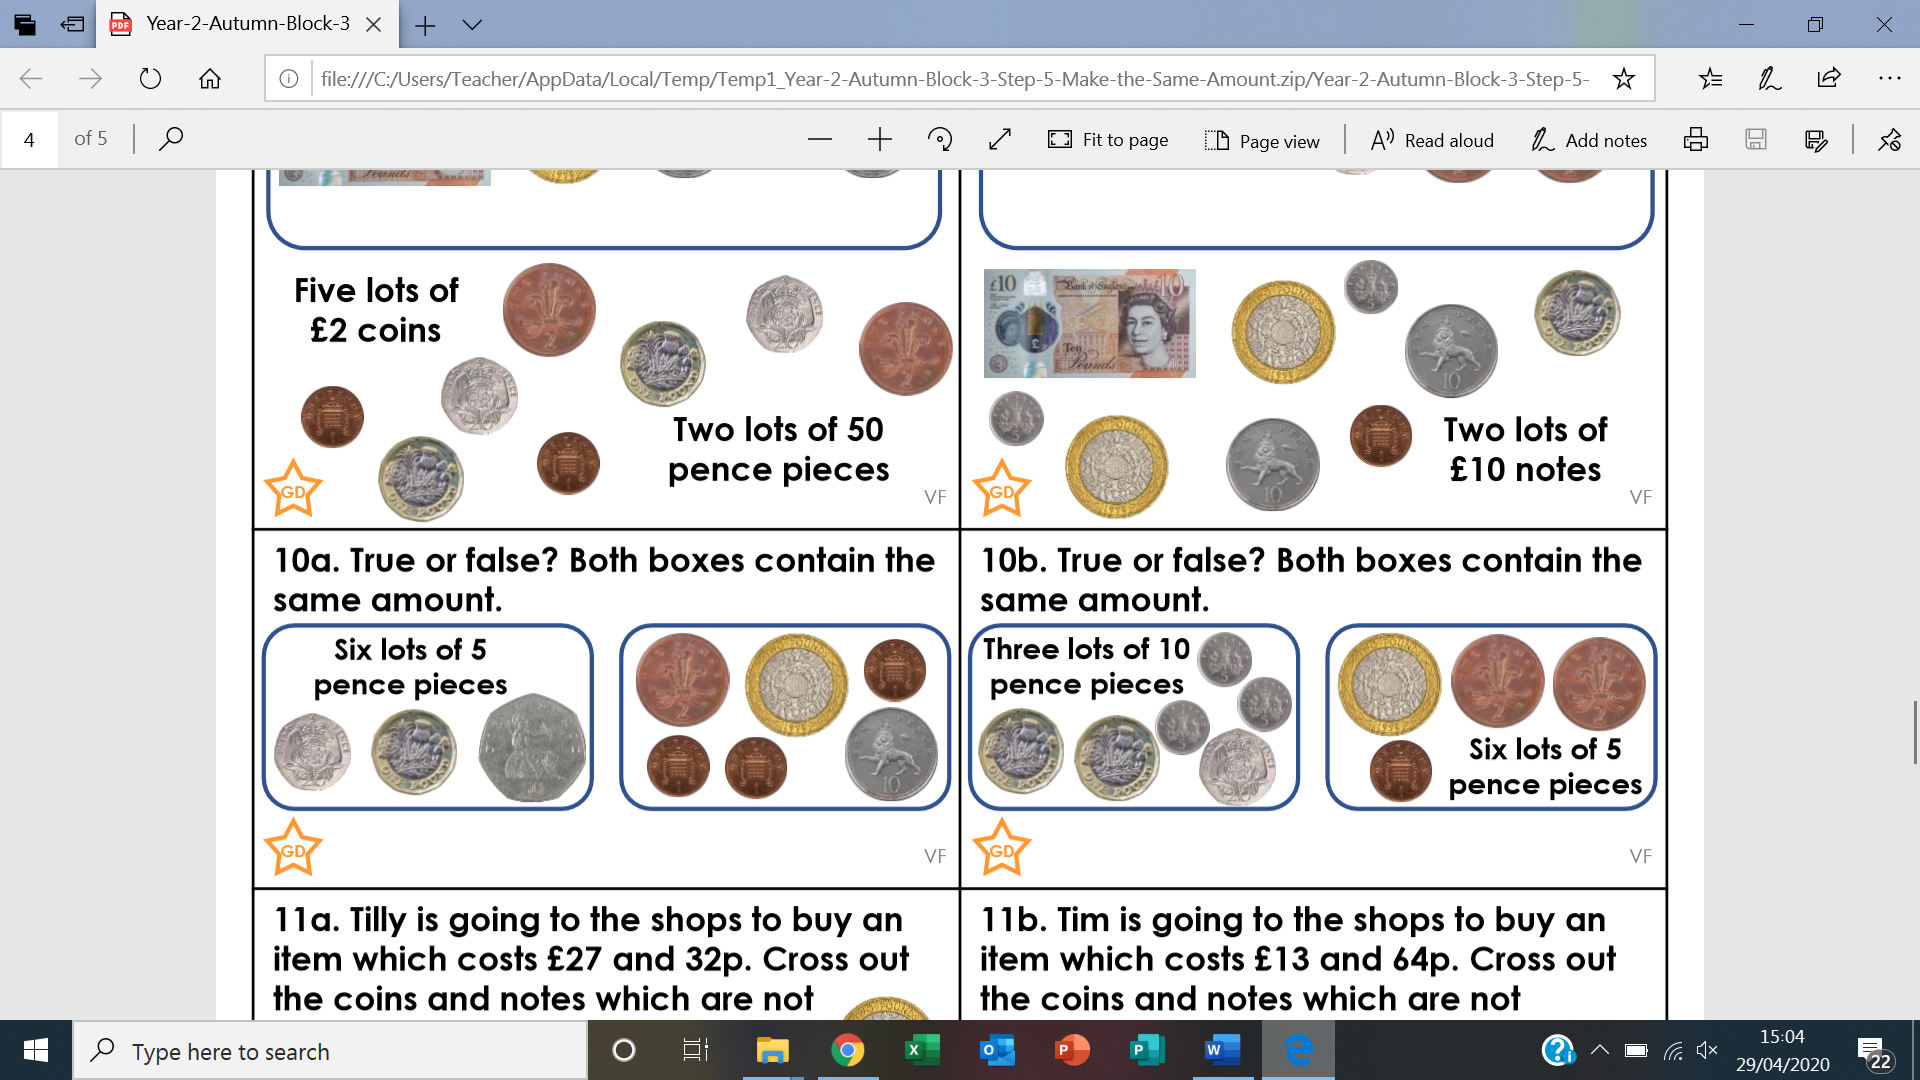 Year-2-Autumn-Block-3
file:///C:/Users/Teacher/AppData/Local/Temp/Temp1_Year-2-Autumn-Block-3-Step-5-Make-the-Same-Amount.zip/Year-2-Autumn-Block-3-Step-5-
4 of 5
Fit to page
Page view
Read aloud
Add notes
Five lots of
£2 coins
Two lots of 50
pence pieces
GD
VF
£10
Bank of England
10
Ten
Pounds
Two lots of
£10 notes
GD
VF
10a. True or false? Both boxes contain the
same amount.
Six lots of 5
pence pieces
GD
VF
10b. True or false? Both boxes contain the
same amount.
Three lots of 10
pence pieces
Six lots of 5
pence pieces
GD
VF
11a. Tilly is going to the shops to buy an
item which costs £27 and 32p. Cross out
the coins and notes which are not
11b. Tim is going to the shops to buy an
item which costs £13 and 64p. Cross out
the coins and notes which are not
Type here to search
15:04
29/04/2020
22